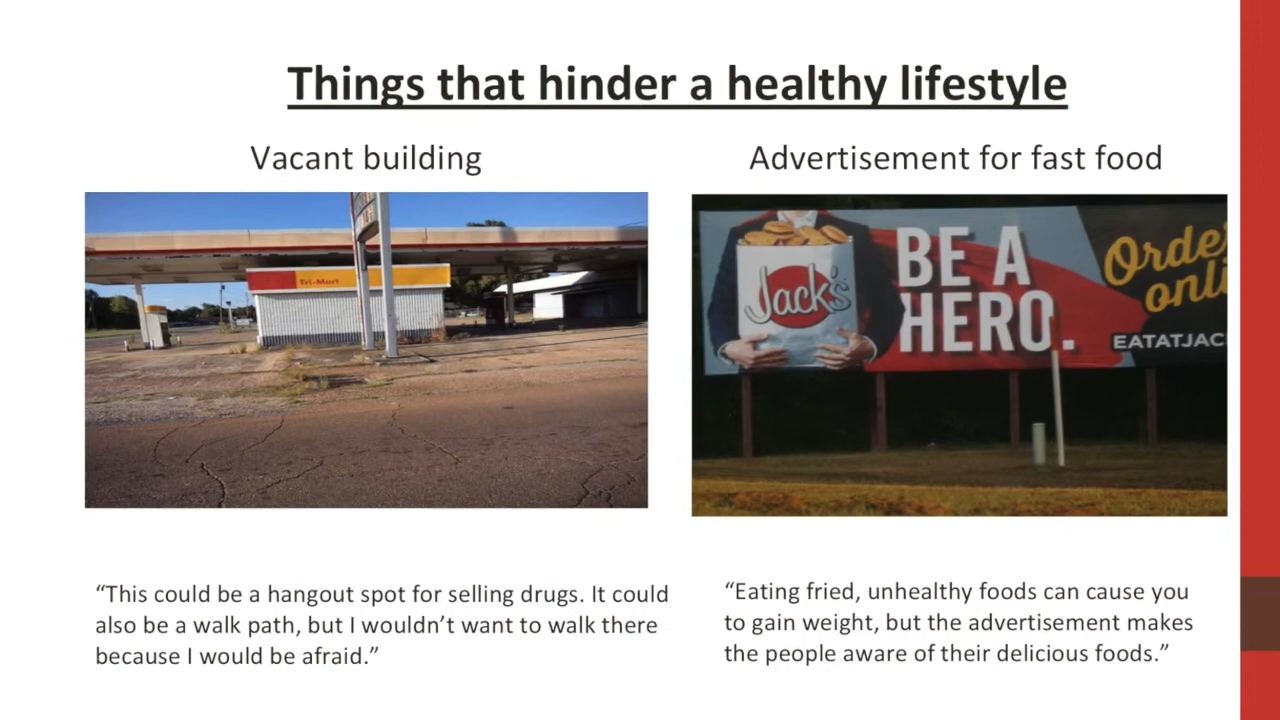 Things that hinder a healthy lifestyle
Vacant building
Advertisement for fast food
Tri-Mart
Jack's
BE A
HERO.
Orde
onli
EATATJAC
“This could be a hangout spot for selling drugs. It could
also be a walk path, but I wouldn’t want to walk there
because I would be afraid.”
“Eating fried, unhealthy foods can cause you
to gain weight, but the advertisement makes
the people aware of their delicious foods.”